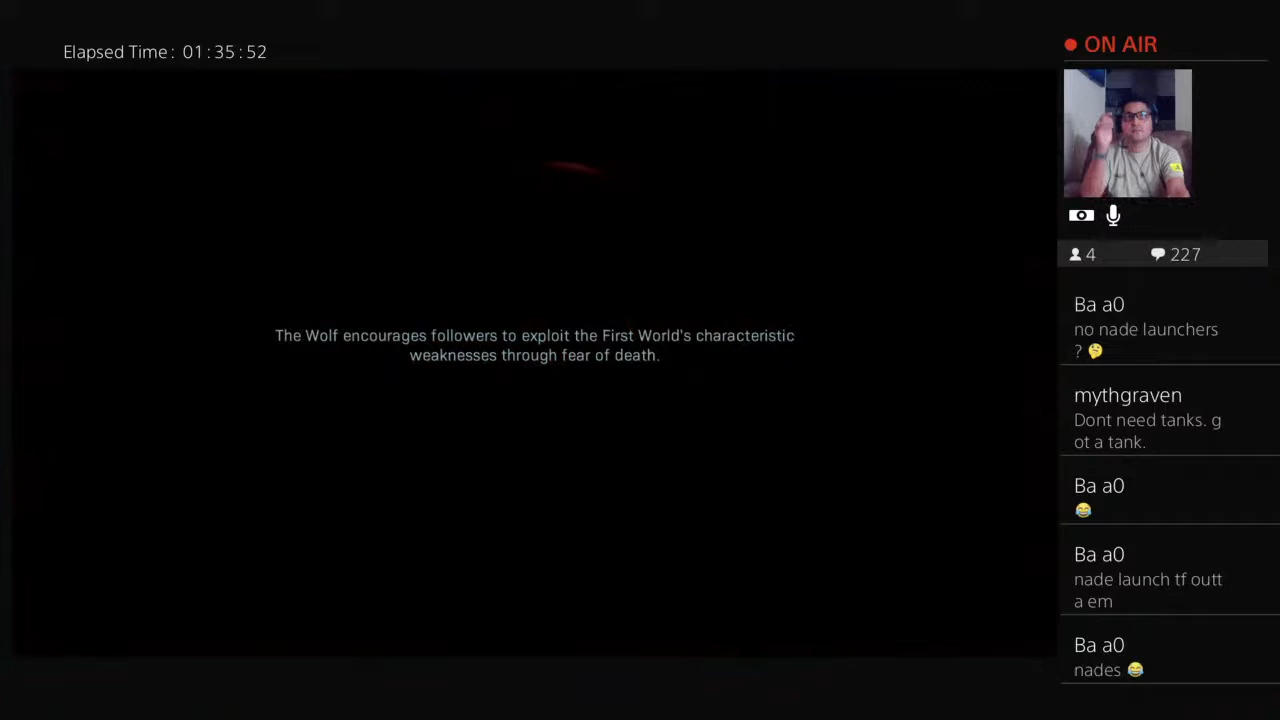 Elapsed Time: 01:35:52
ON AIR
4 227
The Wolf encourages followers to exploit the First World's characteristic
weaknesses through fear of death.
Ba a0
no nade launchers
? 🤔
mythgraven
Dont need tanks. g
ot a tank.
Ba a0
😂
Ba a0
nade launch tf outt
a em
Ba a0
nades 😂